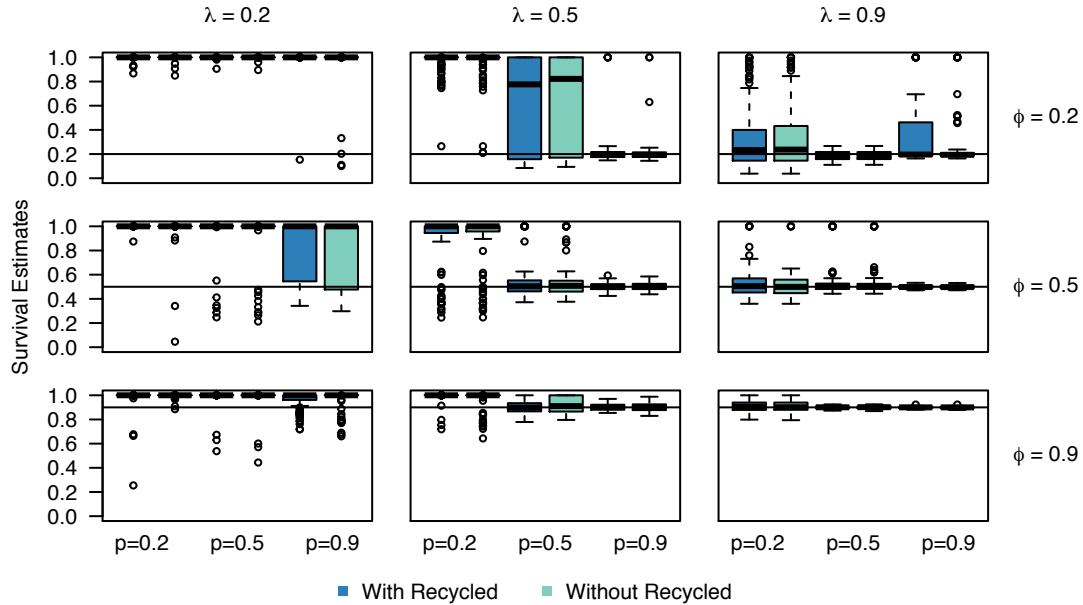 λ = 0.2 λ = 0.5 λ = 0.9
Survival Estimates
1.0
0.8
0.6
0.4
0.2
0.0
ϕ = 0.2
1.0
0.8
0.6
0.4
0.2
0.0
ϕ = 0.5
1.0
0.8
0.6
0.4
0.2
0.0
ϕ = 0.9
p=0.2 p=0.5 p=0.9 p=0.2 p=0.5 p=0.9 p=0.2 p=0.5 p=0.9
With Recycled Without Recycled